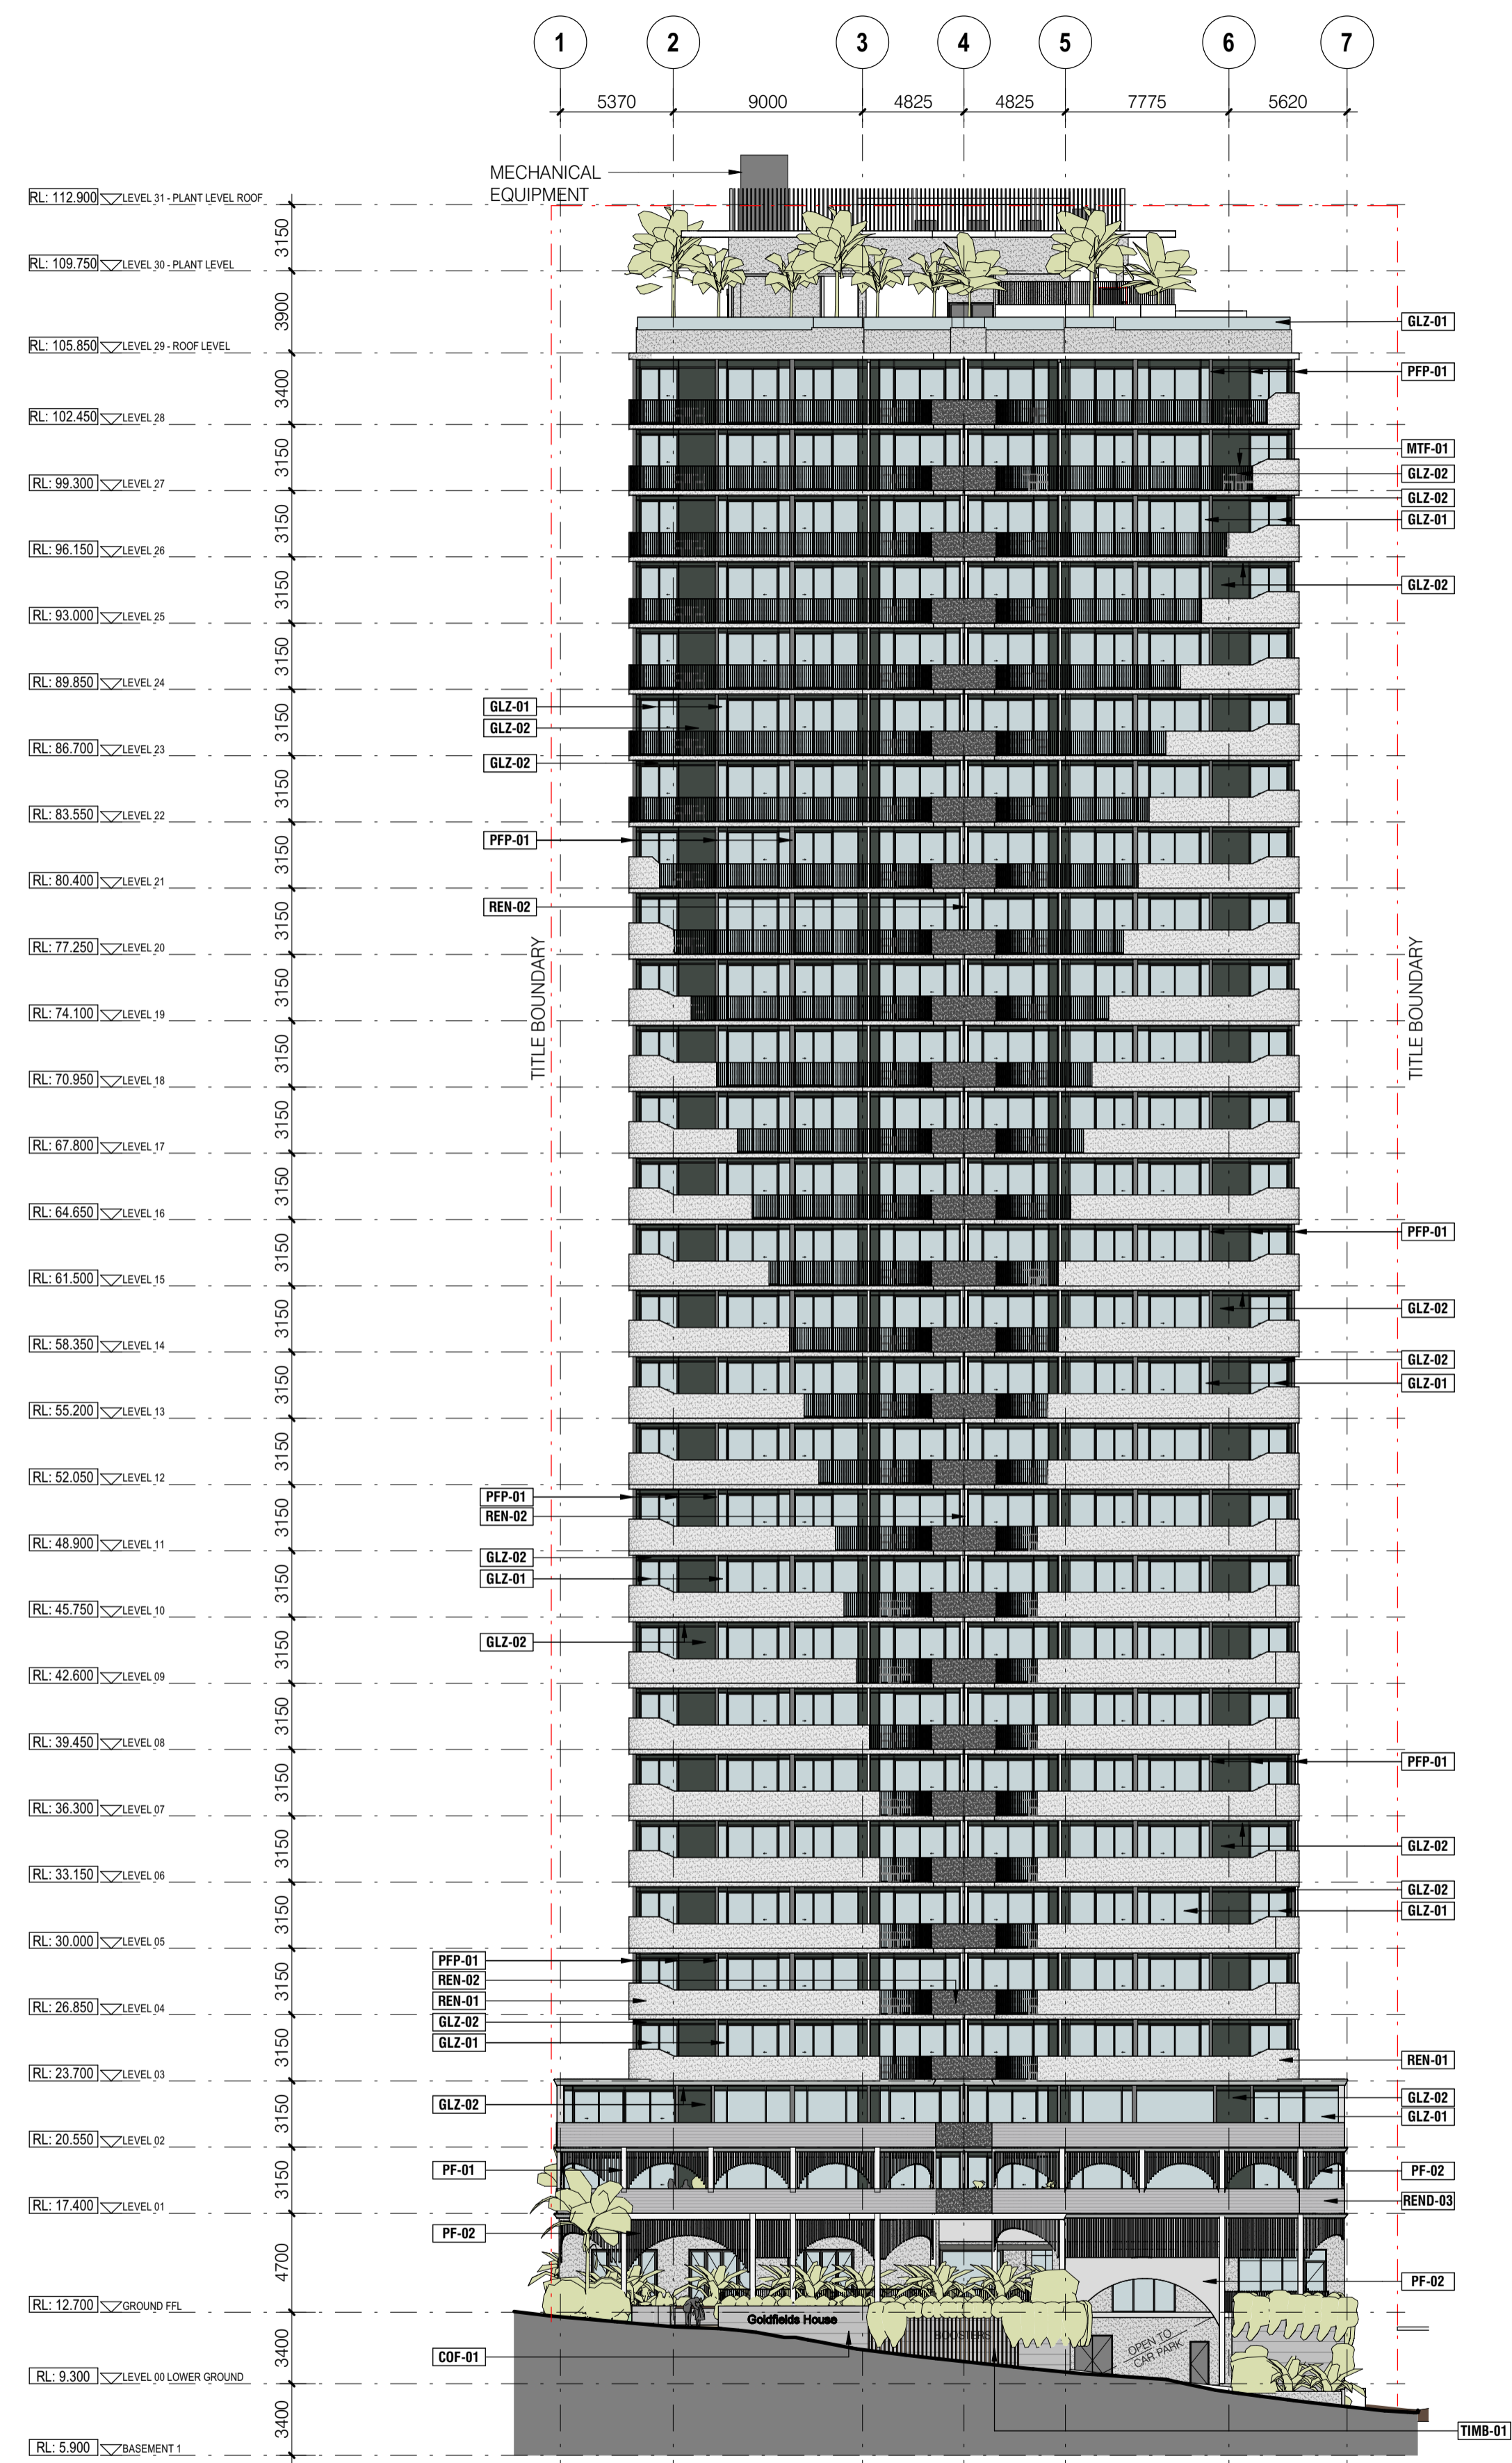 1 2 3 4 5 6 7
5370 9000 4825 4825 7775 5620
MECHANICAL
EQUIPMENT
RL: 112.900 LEVEL 31 - PLANT LEVEL ROOF
3150
RL: 109.750 LEVEL 30 - PLANT LEVEL
3900
GLZ-01
RL: 105.850 LEVEL 29 - ROOF LEVEL
PFP-01
3400
RL: 102.450 LEVEL 28
MTF-01
3150
GLZ-02
RL: 99.300 LEVEL 27
GLZ-02
GLZ-01
3150
RL: 96.150 LEVEL 26
GLZ-02
3150
RL: 93.000 LEVEL 25
3150
RL: 89.850 LEVEL 24
GLZ-01
3150
GLZ-02
RL: 86.700 LEVEL 23
GLZ-02
3150
RL: 83.550 LEVEL 22
PFP-01
3150
RL: 80.400 LEVEL 21
REN-02
3150
RL: 77.250 LEVEL 20
TITLE BOUNDARY
TITLE BOUNDARY
3150
RL: 74.100 LEVEL 19
3150
RL: 70.950 LEVEL 18
3150
RL: 67.800 LEVEL 17
3150
RL: 64.650 LEVEL 16
PFP-01
3150
RL: 61.500 LEVEL 15
GLZ-02
3150
RL: 58.350 LEVEL 14
GLZ-02
GLZ-01
3150
RL: 55.200 LEVEL 13
3150
RL: 52.050 LEVEL 12
PFP-01
REN-02
3150
RL: 48.900 LEVEL 11
GLZ-02
GLZ-01
3150
RL: 45.750 LEVEL 10
GLZ-02
3150
RL: 42.600 LEVEL 09
3150
RL: 39.450 LEVEL 08
PFP-01
3150
RL: 36.300 LEVEL 07
GLZ-02
3150
RL: 33.150 LEVEL 06
GLZ-02
GLZ-01
3150
RL: 30.000 LEVEL 05
PFP-01
REN-02
3150
REN-01
RL: 26.850 LEVEL 04
GLZ-02
GLZ-01
3150
REN-01
RL: 23.700 LEVEL 03
GLZ-02
GLZ-02
GLZ-01
3150
RL: 20.550 LEVEL 02
PF-01
PF-02
3150
REND-03
RL: 17.400 LEVEL 01
PF-02
4700
PF-02
RL: 12.700 GROUND FFL
Goldfields House
BOOSTERS
OPEN TO
CAR PARK
3400
COF-01
RL: 9.300 LEVEL 00 LOWER GROUND
3400
TIMB-01
RL: 5.900 BASEMENT 1